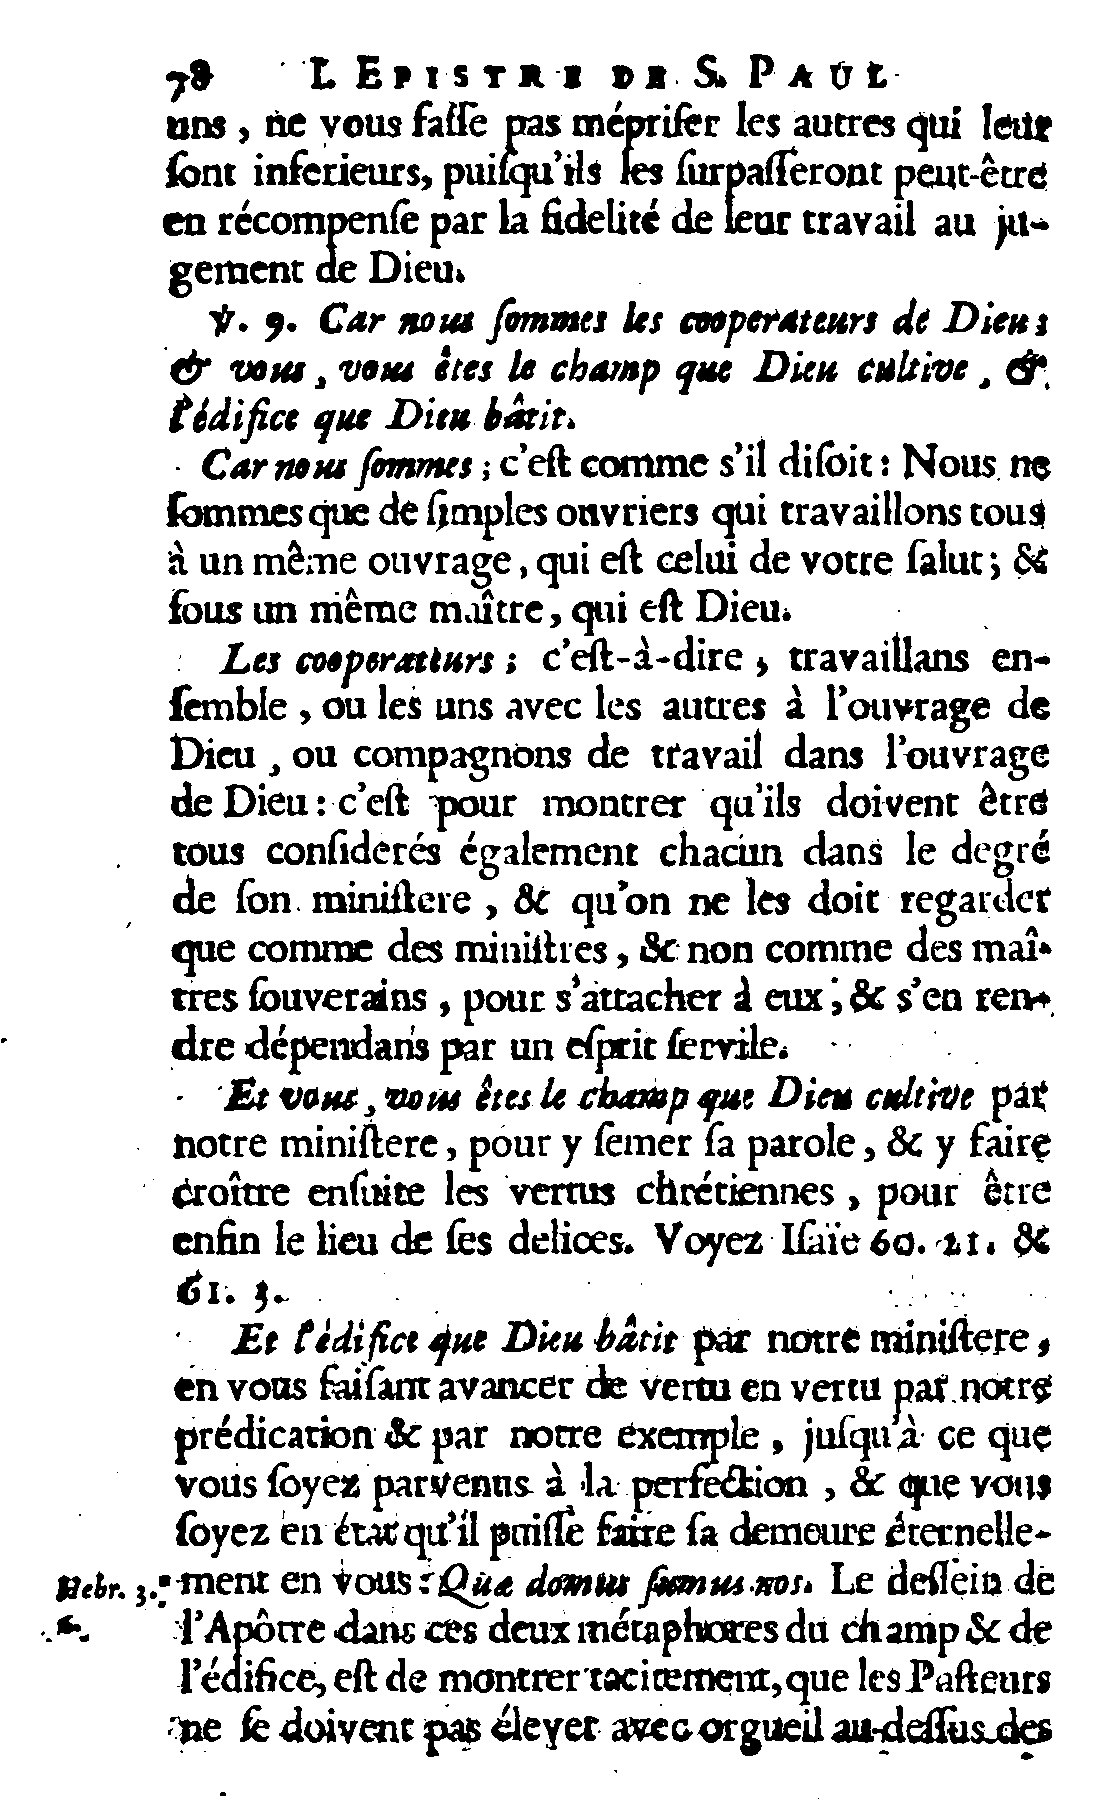 78 L EPISTRE DE S. PAUL
uns, ne vous fasse pas mépriſer les autres qui leur
ſont inferieurs, puiſqu'ils les ſurpaſſeront peut-être
en récompenſe par la fidelité de leur travail au ju-
gement de Dieu.
℣. 9. Car nous ſommes les cooperateurs de Dieu ;
& vous, vous êtes le champ que Dieu cultive, &
l'édifice que Dieu bâtit.
Car nous ſommes ; c'eſt comme s'il diſoit : Nous ne
ſommes que de ſimples ouvriers qui travaillons tous
à un même ouvrage, qui eſt celui de votre ſalut ; &
ſous un même maître, qui eſt Dieu.
Les cooperateurs ; c'eſt-à-dire, travaillans en-
ſemble, ou les uns avec les autres à l'ouvrage de
Dieu, ou compagnons de travail dans l'ouvrage
de Dieu : c'eſt pour montrer qu'ils doivent être
tous conſiderés également chacun dans le degré
de ſon miniſtere, & qu'on ne les doit regarder
que comme des miniſtres, & non comme des maî-
tres ſouverains, pour s'attacher à eux, & s'en ren-
dre dépendans par un eſprit ſervile.
Et vous, vous êtes le champ que Dieu cultive par
notre miniſtere, pour y ſemer ſa parole, & y faire
croître enſuite les vertus chrétiennes, pour être
enfin le lieu de ſes delices. Voyez Iſaïe 60. 21. &
61. 3.
Et l'édifice que Dieu bâtit par notre miniſtere,
en vous faiſant avancer de vertu en vertu par notre
prédication & par notre exemple, juſqu'à ce que
vous ſoyez parvenus à la perfection, & que vous
ſoyez en état qu'il puiſſe faire ſa demeure éternelle-
Hebr. 3. ment en vous : Quæ domus ſumus nos. Le deſſein de
6. l'Apôtre dans ces deux métaphores du champ & de
l'édifice, eſt de montrer tacitement, que les Paſteurs
ne ſe doivent pas élever avec orgueil au-deſſus des